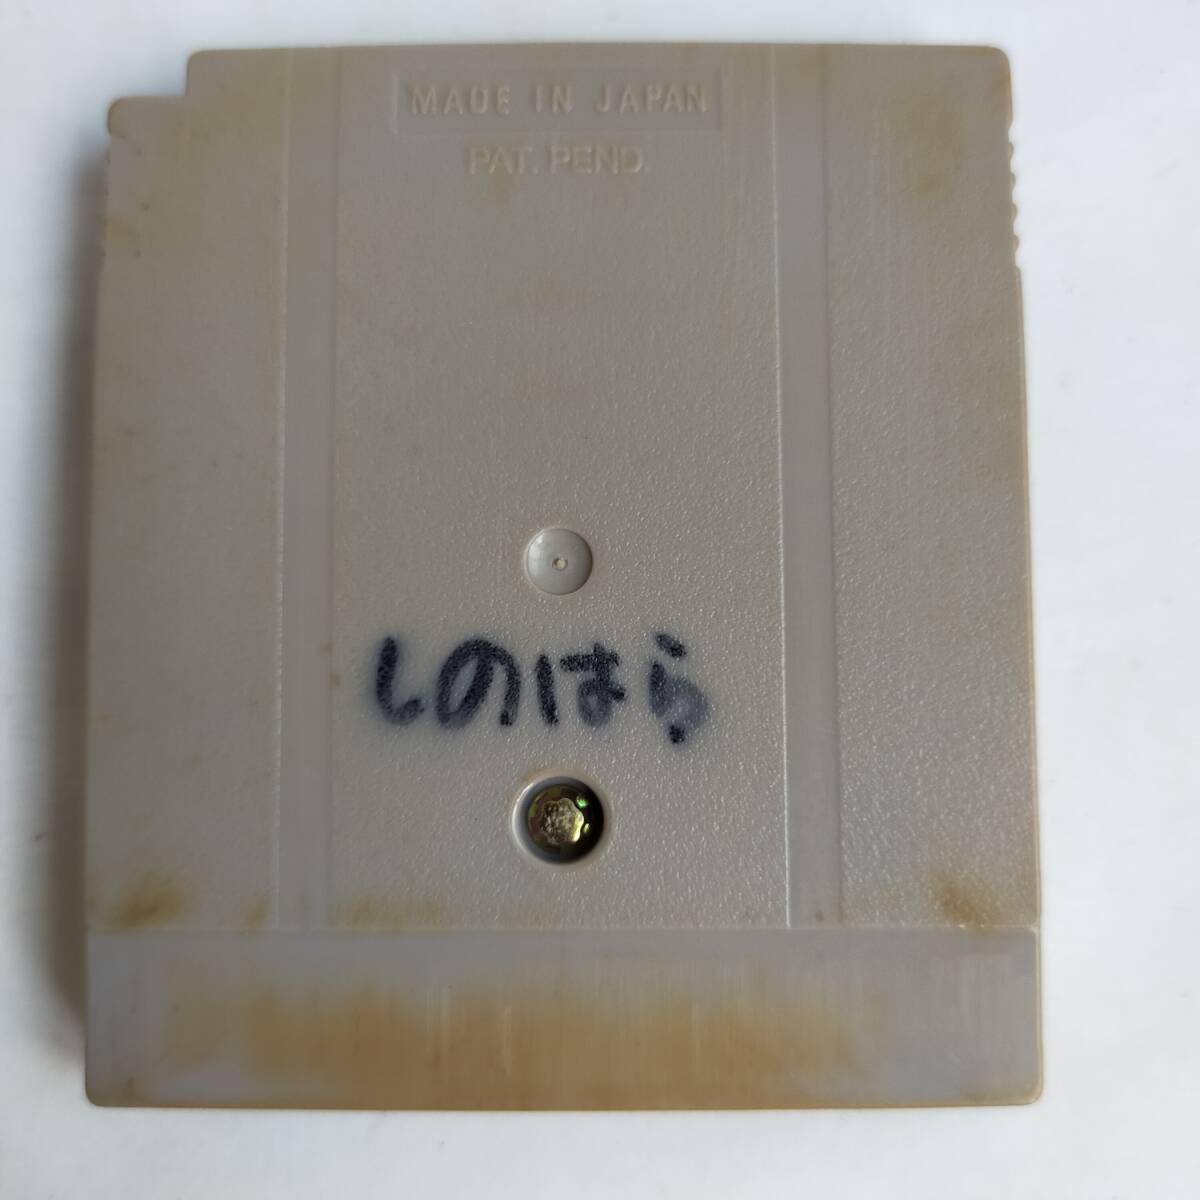 MADE IN JAPAN
PAT. PEND.
しのはら